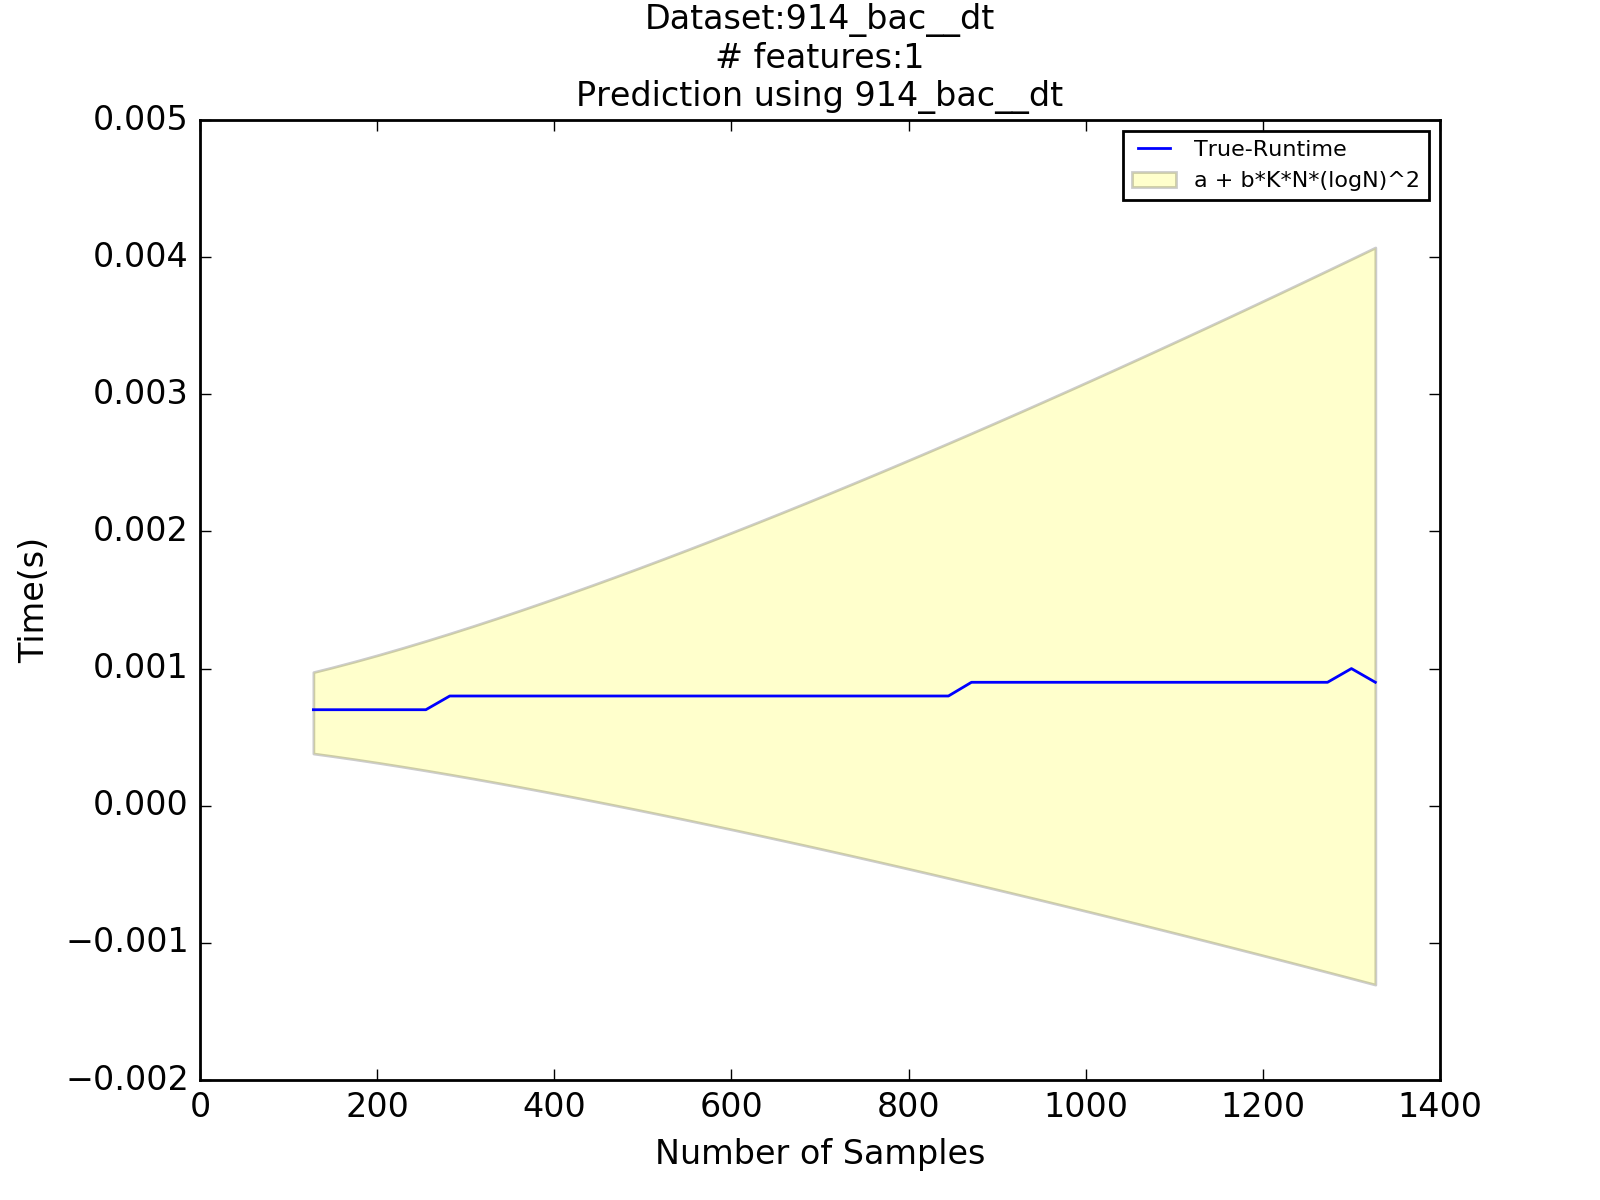 Dataset:914_bac__dt
# features:1
Prediction using 914_bac__dt
0.005
0.004
0.003
0.002
0.001
0.000
−0.001
−0.002
Time(s)
True-Runtime
a + b*K*N*(logN)^2
0 200 400 600 800 1000 1200 1400
Number of Samples